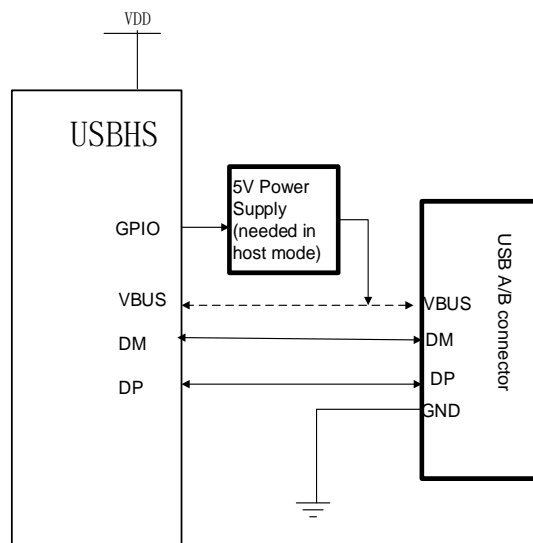 VDD
USBHS
5V Power
Supply
(needed in
host mode)
GPIO
VBUS
DM
DP
VBUS
DM
DP
GND
USB A/B connector